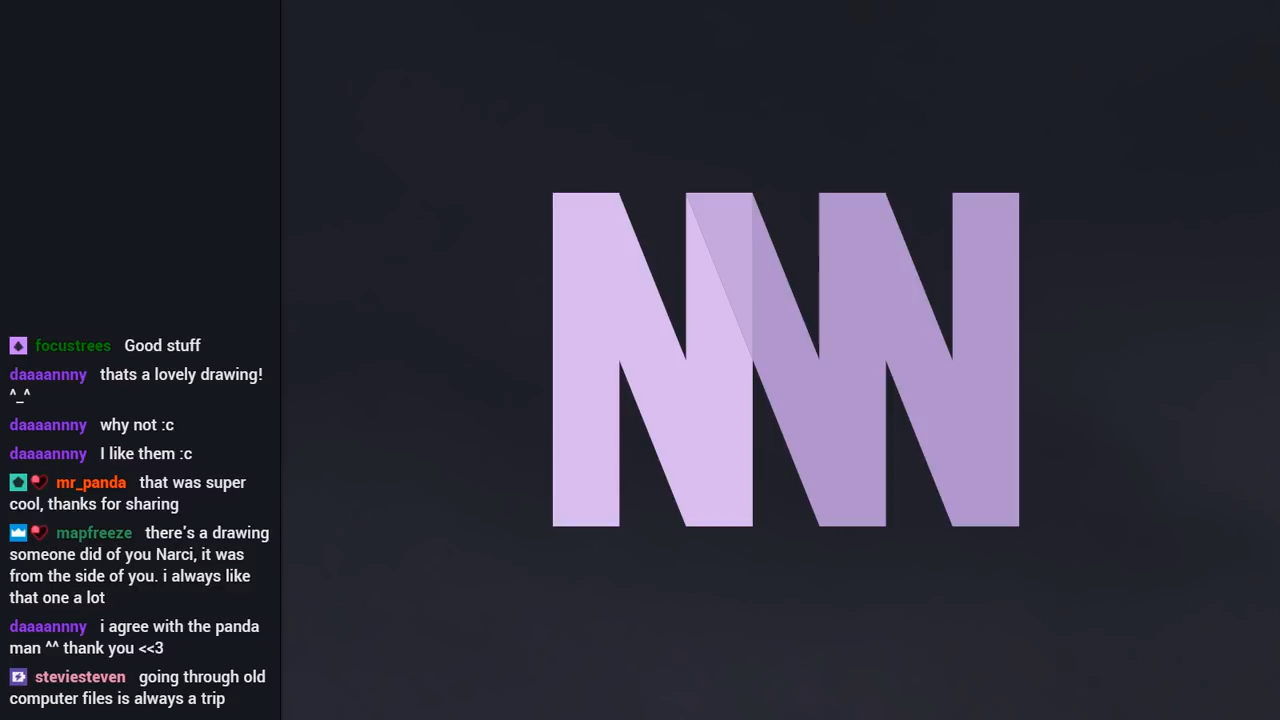 focustrees Good stuff
daaaannny thats a lovely drawing!
^_^
daaaannny why not :c
daaaannny I like them :c
mr_panda that was super
cool, thanks for sharing
mapfreeze there's a drawing
someone did of you Narci, it was
from the side of you. i always like
that one a lot
daaaannny i agree with the panda
man ^^ thank you <<3
steviesteven going through old
computer files is always a trip
NNN